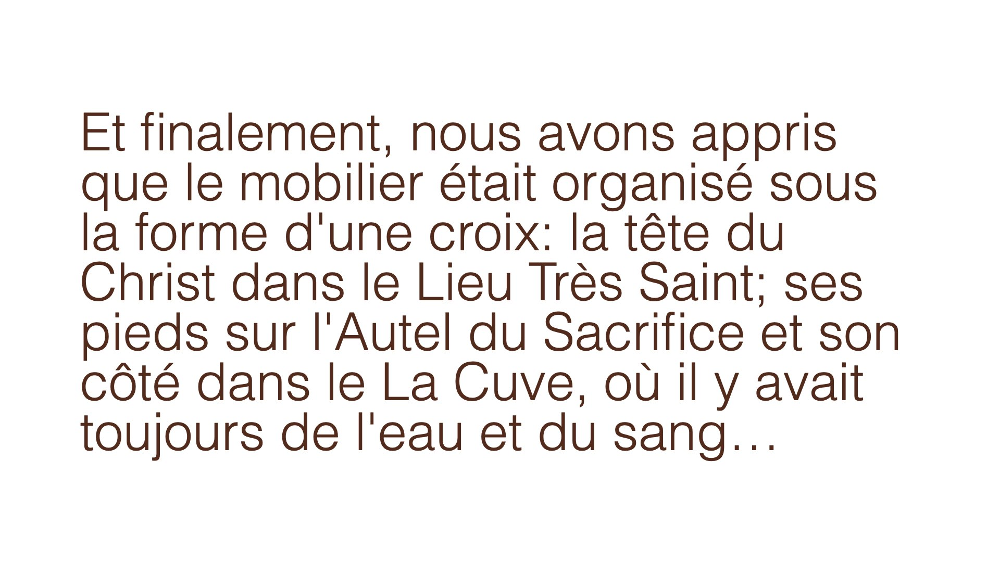 Et finalement, nous avons appris
que le mobilier était organisé sous
la forme d'une croix: la tête du
Christ dans le Lieu Très Saint; ses
pieds sur l'Autel du Sacrifice et son
côté dans le La Cuve, où il y avait
toujours de l'eau et du sang…